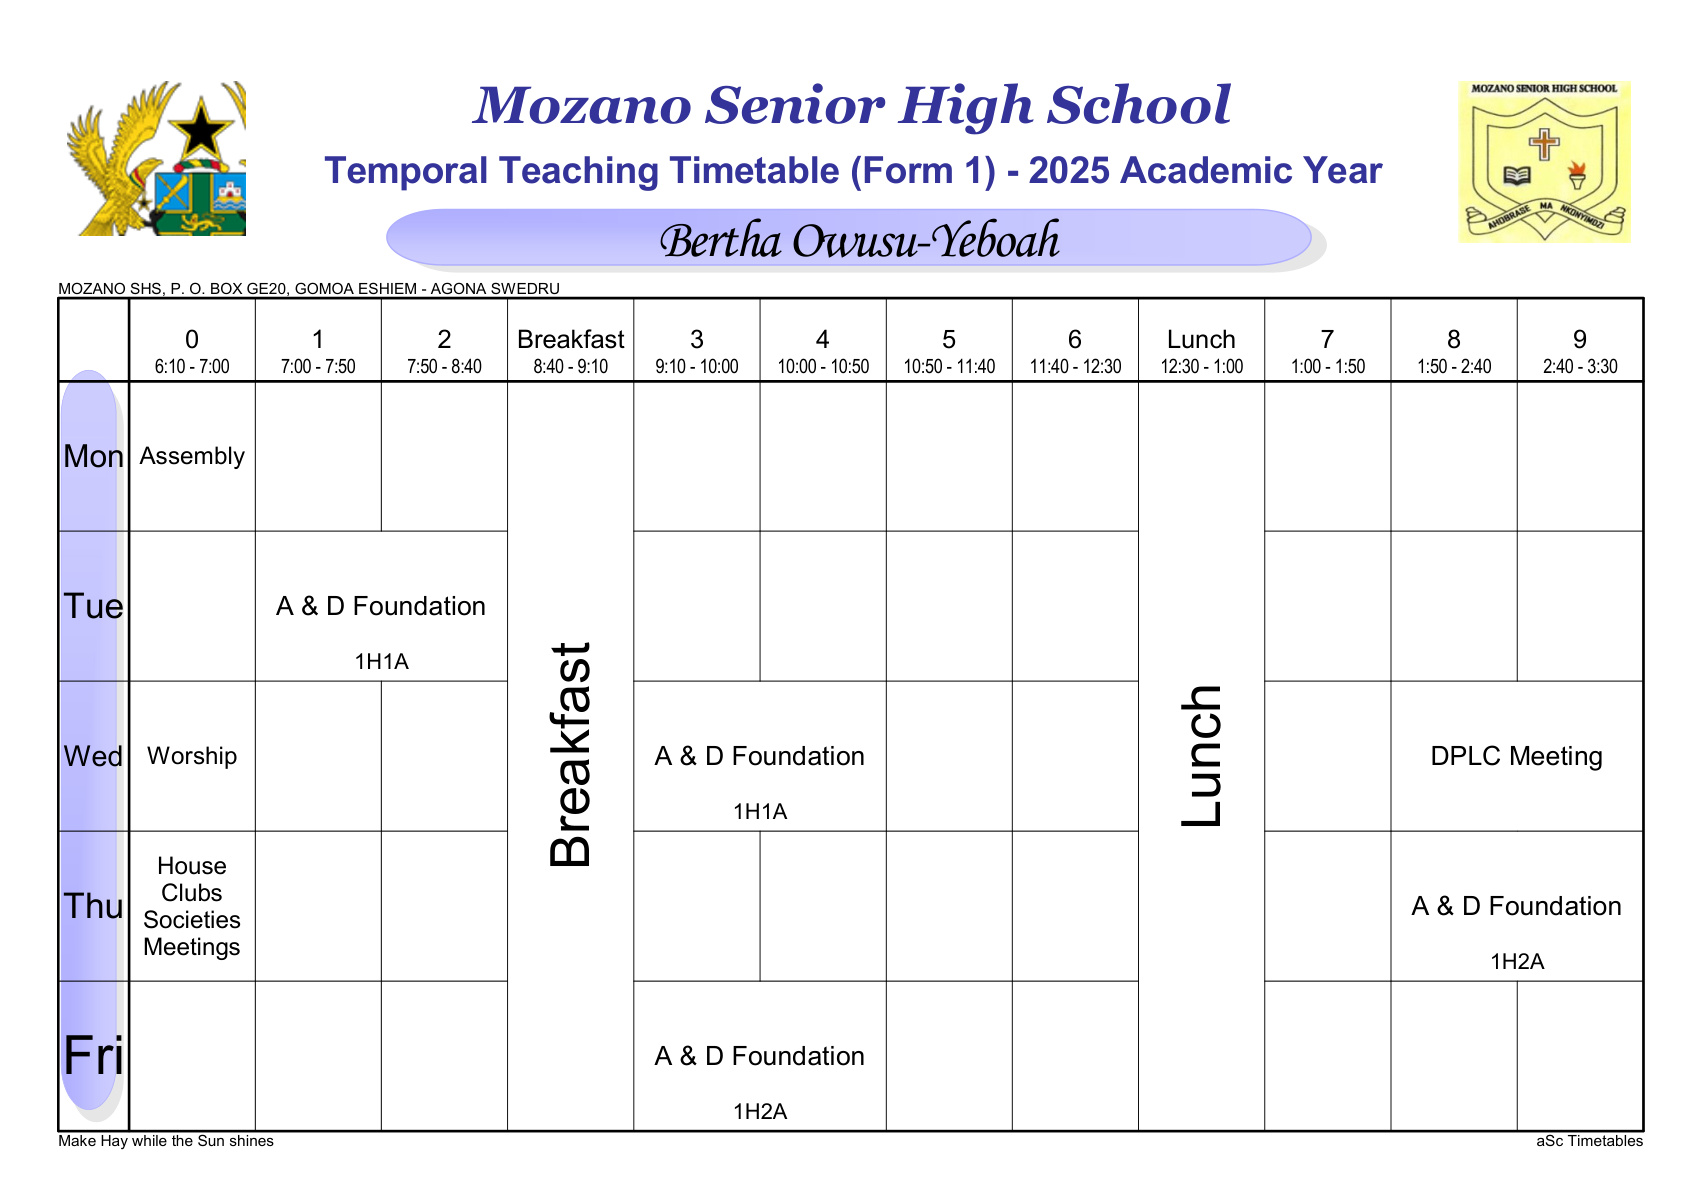 MOZANO SENIOR HIGH SCHOOL
AHOBRASE MA NKONYIMDZI
Mozano Senior High School
Temporal Teaching Timetable (Form 1) - 2025 Academic Year
Bertha Owusu-Yeboah
MOZANO SHS, P. O. BOX GE20, GOMOA ESHIEM - AGONA SWEDRU
0 1 2 Breakfast 3 4 5 6 Lunch 7 8 9
6:10 - 7:00 7:00 - 7:50 7:50 - 8:40 8:40 - 9:10 9:10 - 10:00 10:00 - 10:50 10:50 - 11:40 11:40 - 12:30 12:30 - 1:00 1:00 - 1:50 1:50 - 2:40 2:40 - 3:30
Mon Assembly
Tue A & D Foundation
1H1A
Breakfast
Lunch
Wed Worship A & D Foundation DPLC Meeting
1H1A
Thu House
Clubs
Societies
Meetings
A & D Foundation
1H2A
Fri A & D Foundation
1H2A
Make Hay while the Sun shines
aSc Timetables